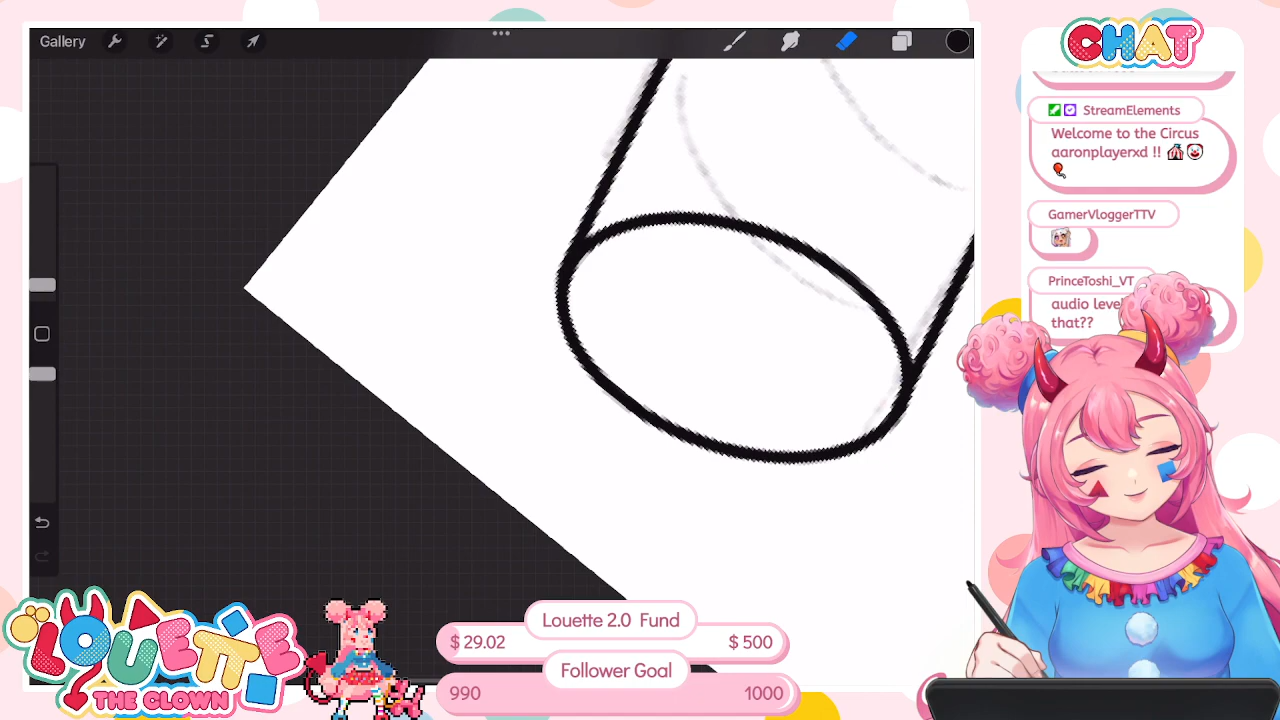 Gallery
CHAT
StreamElements
Welcome to the Circus
aaronplayerxd !!
GamerVloggerTTV
PrinceToshi_VT
audio leve
that??
LOUETTE
THE CLOWN
Louette 2.0 Fund
$ 29.02
$ 500
Follower Goal
990
1000